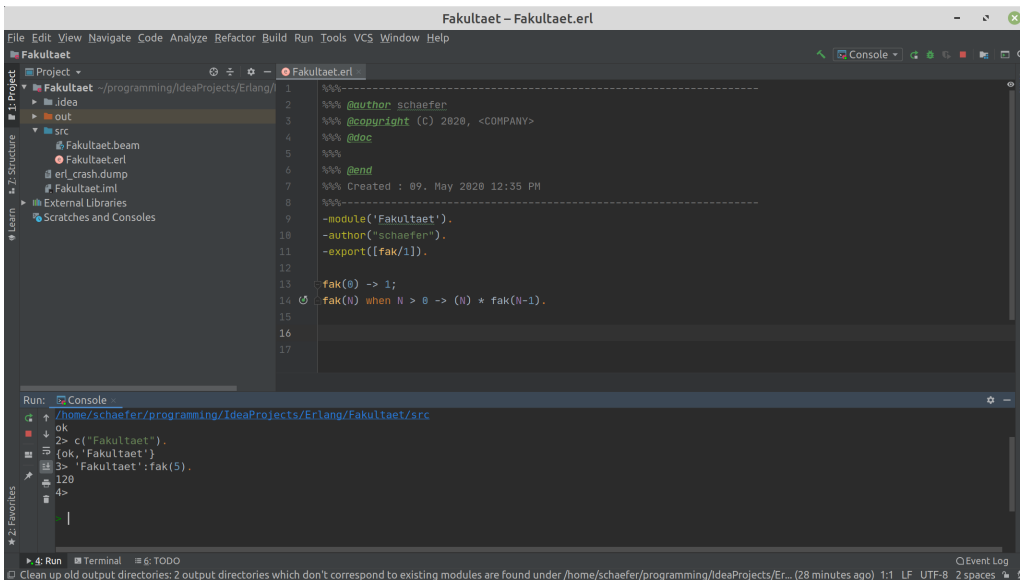 Fakultaet – Fakultaet.erl
File Edit View Navigate Code Analyze Refactor Build Run Tools VCS Window Help
Fakultaet
Console
1: Project
Project
Fakultaet ~/programming/IdeaProjects/Erlang/
.idea
out
src
Fakultaet.beam
Fakultaet.erl
erl_crash.dump
Fakultaet.iml
External Libraries
Scratches and Consoles
Z: Structure
Learn
2: Favorites
Fakultaet.erl
1 %%%-------------------------------------------------------------------
2 %%% @author schaefer
3 %%% @copyright (C) 2020, <COMPANY>
4 %%% @doc
5 %%%
6 %%% @end
7 %%% Created : 09. May 2020 12:35 PM
8 %%%-------------------------------------------------------------------
9 -module('Fakultaet').
10 -author("schaefer").
11 -export([fak/1]).
12
13 fak(0) -> 1;
14 fak(N) when N > 0 -> (N) * fak(N-1).
15
16
17
Run: Console
/home/schaefer/programming/IdeaProjects/Erlang/Fakultaet/src
ok
2> c("Fakultaet").
{ok,'Fakultaet'}
3> 'Fakultaet':fak(5).
120
4>
>
4: Run Terminal 6: TODO Event Log
Clean up old output directories: 2 output directories which don't correspond to existing modules are found under /home/schaefer/programming/IdeaProjects/Er... (28 minutes ago) 1:1 LF UTF-8 2 spaces